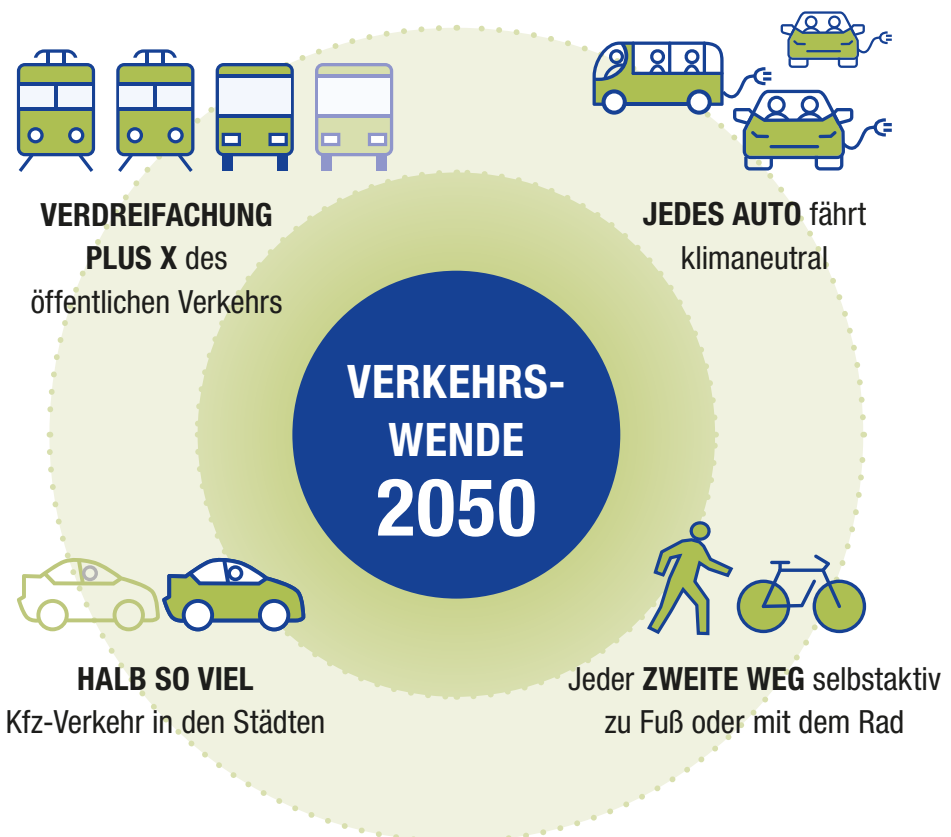 VERDREIFACHUNG
PLUS X des
öffentlichen Verkehrs
JEDES AUTO fährt
klimaneutral
VERKEHRS-
WENDE
2050
HALB SO VIEL
Kfz-Verkehr in den Städten
Jeder ZWEITE WEG selbstaktiv
zu Fuß oder mit dem Rad